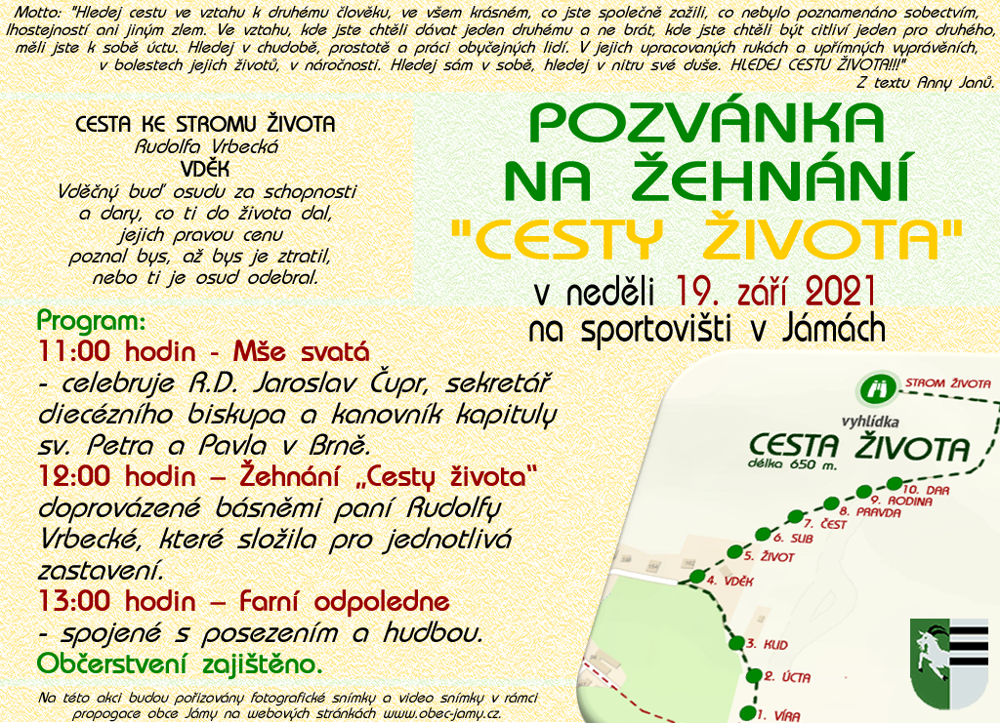 Motto: "Hledej cestu ve vztahu k druhému člověku, ve všem krásném, co jste společně zažili, co nebylo poznamenáno sobectvím,
lhostejností ani jiným zlem. Ve vztahu, kde jste chtěli dávat jeden druhému a ne brát, kde jste chtěli být citliví jeden pro druhého,
měli jste k sobě úctu. Hledej v chudobě, prostotě a práci obyčejných lidí. V jejich upracovaných rukách a upřímných vyprávěních,
v bolestech jejich životů, v náročnosti. Hledej sám v sobě, hledej v nitru své duše. HLEDEJ CESTU ŽIVOTA!!!"
Z textu Anny Janů.
CESTA KE STROMU ŽIVOTA
Rudolfa Vrbecká
VDĚK
Vděčný buď osudu za schopnosti
a dary, co ti do života dal,
jejich pravou cenu
poznal bys, až bys je ztratil,
nebo ti je osud odebral.
POZVÁNKA
NA ŽEHNÁNÍ
"CESTY ŽIVOTA"
v neděli 19. září 2021
na sportovišti v Jámách
Program:
11:00 hodin - Mše svatá
- celebruje R.D. Jaroslav Čupr, sekretář
diecézního biskupa a kanovník kapituly
sv. Petra a Pavla v Brně.
12:00 hodin – Žehnání „Cesty života“
doprovázené básněmi paní Rudolfy
Vrbecké, které složila pro jednotlivá
zastavení.
13:00 hodin – Farní odpoledne
- spojené s posezením a hudbou.
Občerstvení zajištěno.
Na této akci budou pořizovány fotografické snímky a video snímky v rámci
propagace obce Jámy na webových stránkách www.obec-jamy.cz.
STROM ŽIVOTA
vyhlídka
CESTA ŽIVOTA
délka 650 m.
10. DAR
9. RODINA
8. PRAVDA
7. ČEST
6. SUB
5. ŽIVOT
4. VDĚK
3. KUD
2. ÚCTA
1. VÍRA